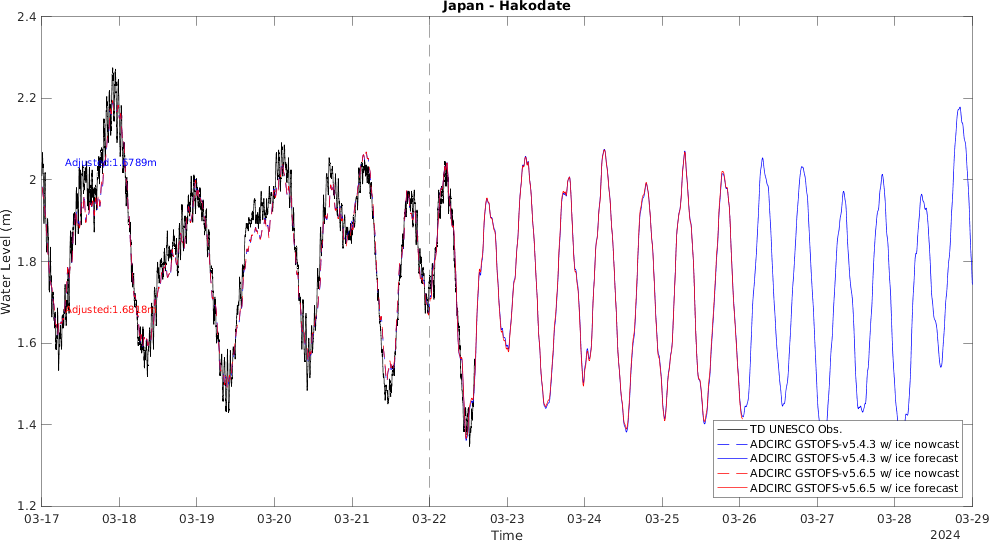 Japan - Hakodate
2.4
2.2
2
1.8
1.6
1.4
1.2
Water Level (m)
Adjusted:1.6789m
Adjusted:1.6818m
TD UNESCO Obs.
ADCIRC GSTOFS-v5.4.3 w/ ice nowcast
ADCIRC GSTOFS-v5.4.3 w/ ice forecast
ADCIRC GSTOFS-v5.6.5 w/ ice nowcast
ADCIRC GSTOFS-v5.6.5 w/ ice forecast
03-17 03-18 03-19 03-20 03-21 03-22 03-23 03-24 03-25 03-26 03-27 03-28 03-29
Time
2024